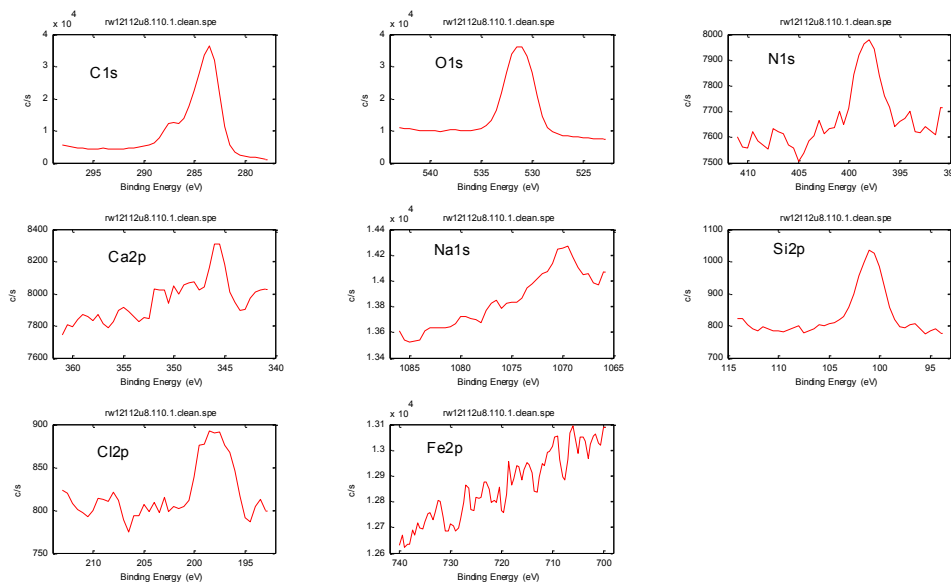 rw12112u8.110.1.clean.spe
x 10^4
4
3
2
1
0
c/s
C1s
295 290 285 280
Binding Energy (eV)
rw12112u8.110.1.clean.spe
x 10^4
4
3
2
1
0
c/s
O1s
540 535 530 525
Binding Energy (eV)
rw12112u8.110.1.clean.spe
8000
7900
7800
7700
7600
7500
c/s
N1s
410 405 400 395 39
Binding Energy (eV)
rw12112u8.110.1.clean.spe
8400
8200
8000
7800
7600
c/s
Ca2p
360 355 350 345 340
Binding Energy (eV)
rw12112u8.110.1.clean.spe
x 10^4
1.44
1.42
1.4
1.38
1.36
1.34
c/s
Na1s
1085 1080 1075 1070 1065
Binding Energy (eV)
rw12112u8.110.1.clean.spe
1100
1000
900
800
700
c/s
Si2p
115 110 105 100 95
Binding Energy (eV)
rw12112u8.110.1.clean.spe
900
850
800
750
c/s
Cl2p
210 205 200 195
Binding Energy (eV)
rw12112u8.110.1.clean.spe
x 10^4
1.31
1.3
1.29
1.28
1.27
1.26
c/s
Fe2p
740 730 720 710 700
Binding Energy (eV)